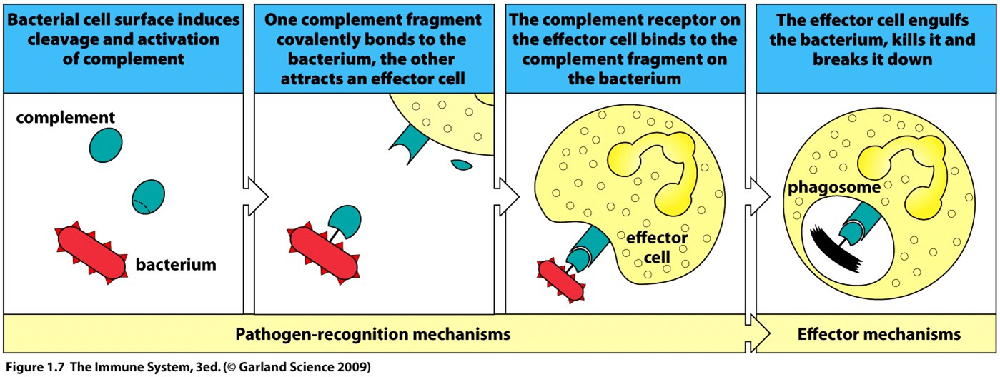 Bacterial cell surface induces
cleavage and activation
of complement
One complement fragment
covalently bonds to the
bacterium, the other
attracts an effector cell
The complement receptor on
the effector cell binds to the
complement fragment on
the bacterium
The effector cell engulfs
the bacterium, kills it and
breaks it down
complement
bacterium
effector
cell
phagosome
Pathogen-recognition mechanisms
Effector mechanisms
Figure 1.7 The Immune System, 3ed. (© Garland Science 2009)